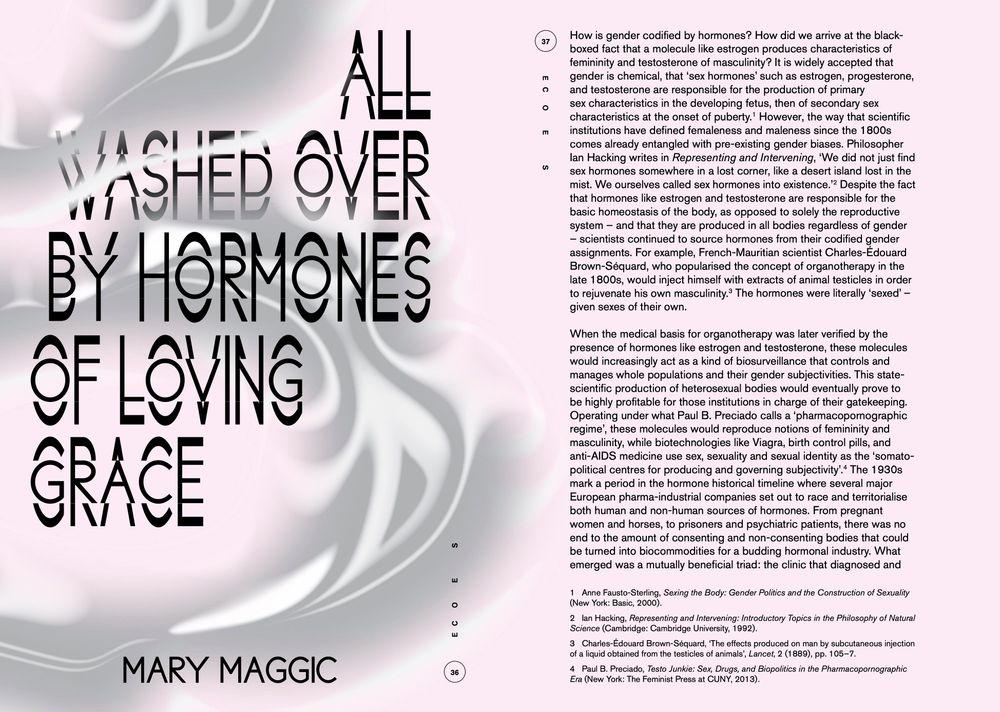 ALL
WASHED OVER
BY HORMONES
OF LOVING
GRACE
MARY MAGGIC
ECOES
36
37
ECOES
How is gender codified by hormones? How did we arrive at the black-
boxed fact that a molecule like estrogen produces characteristics of
femininity and testosterone of masculinity? It is widely accepted that
gender is chemical, that ‘sex hormones’ such as estrogen, progesterone,
and testosterone are responsible for the production of primary
sex characteristics in the developing fetus, then of secondary sex
characteristics at the onset of puberty.¹ However, the way that scientific
institutions have defined femaleness and maleness since the 1800s
comes already entangled with pre-existing gender biases. Philosopher
Ian Hacking writes in Representing and Intervening, ‘We did not just find
sex hormones somewhere in a lost corner, like a desert island lost in the
mist. We ourselves called sex hormones into existence.’² Despite the fact
that hormones like estrogen and testosterone are responsible for the
basic homeostasis of the body, as opposed to solely the reproductive
system – and that they are produced in all bodies regardless of gender
– scientists continued to source hormones from their codified gender
assignments. For example, French-Mauritian scientist Charles-Édouard
Brown-Séquard, who popularised the concept of organotherapy in the
late 1800s, would inject himself with extracts of animal testicles in order
to rejuvenate his own masculinity.³ The hormones were literally ‘sexed’ –
given sexes of their own.
When the medical basis for organotherapy was later verified by the
presence of hormones like estrogen and testosterone, these molecules
would increasingly act as a kind of biosurveillance that controls and
manages whole populations and their gender subjectivities. This state-
scientific production of heterosexual bodies would eventually prove to
be highly profitable for those institutions in charge of their gatekeeping.
Operating under what Paul B. Preciado calls a ‘pharmacopornographic
regime’, these molecules would reproduce notions of femininity and
masculinity, while biotechnologies like Viagra, birth control pills, and
anti-AIDS medicine use sex, sexuality and sexual identity as the ‘somato-
political centres for producing and governing subjectivity’.⁴ The 1930s
mark a period in the hormone historical timeline where several major
European pharma-industrial companies set out to race and territorialise
both human and non-human sources of hormones. From pregnant
women and horses, to prisoners and psychiatric patients, there was no
end to the amount of consenting and non-consenting bodies that could
be turned into biocommodities for a budding hormonal industry. What
emerged was a mutually beneficial triad: the clinic that diagnosed and
1 Anne Fausto-Sterling, Sexing the Body: Gender Politics and the Construction of Sexuality
(New York: Basic, 2000).
2 Ian Hacking, Representing and Intervening: Introductory Topics in the Philosophy of Natural
Science (Cambridge: Cambridge University, 1992).
3 Charles-Édouard Brown-Séquard, ‘The effects produced on man by subcutaneous injection
of a liquid obtained from the testicles of animals’, Lancet, 2 (1889), pp. 105–7.
4 Paul B. Preciado, Testo Junkie: Sex, Drugs, and Biopolitics in the Pharmacopornographic
Era (New York: The Feminist Press at CUNY, 2013).